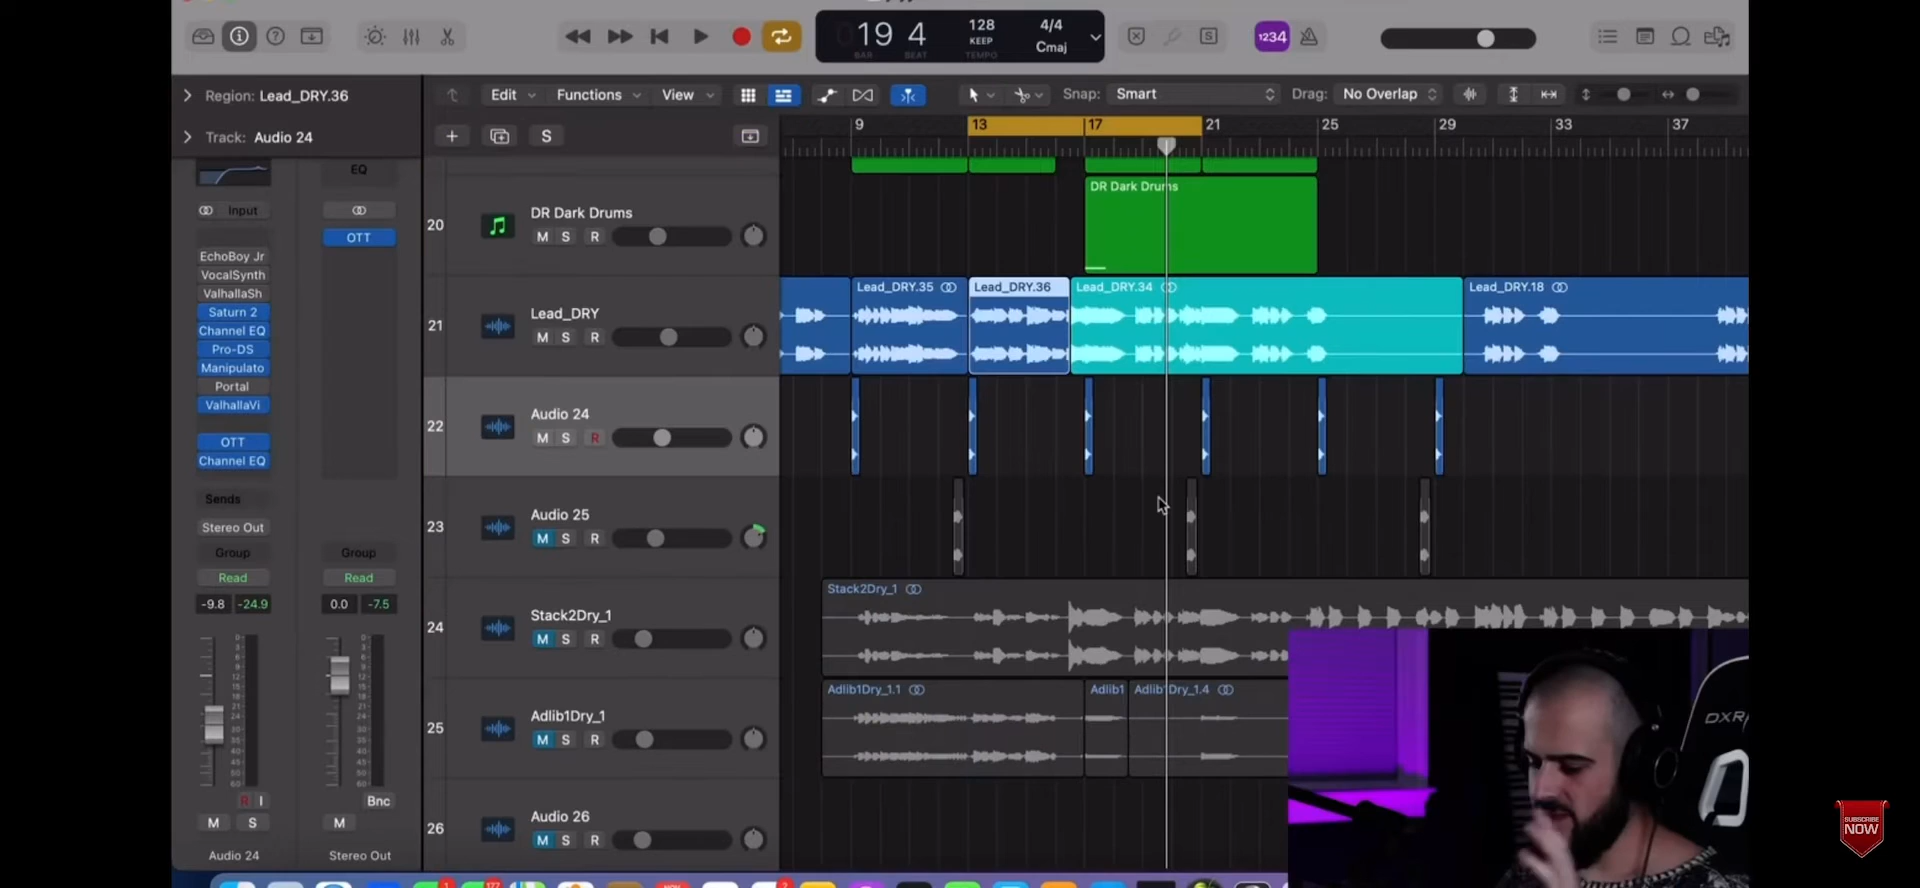 19 4
BAR BEAT
128
KEEP
TEMPO
4/4
Cmaj
1234
Region: Lead_DRY.36
Edit Functions View
Snap: Smart
Drag: No Overlap
Track: Audio 24
S
9 13 17 21 25 29 33 37
EQ
Input
OTT
EchoBoy Jr
VocalSynth
ValhallaSh
Saturn 2
Channel EQ
Pro-DS
Manipulato
Portal
ValhallaVi
OTT
Channel EQ
Sends
Stereo Out
Group
Group
Read
Read
-9.8 -24.9
0.0 -7.5
R I
Bnc
M S
M
Audio 24
Stereo Out
20
DR Dark Drums
M S R
DR Dark Drums
21
Lead_DRY
M S R
Lead_DRY.35
Lead_DRY.36
Lead_DRY.34
Lead_DRY.18
22
Audio 24
M S R
23
Audio 25
M S R
24
Stack2Dry_1
M S R
Stack2Dry_1
25
Adlib1Dry_1
M S R
Adlib1Dry_1.1
Adlib1
Adlib1Dry_1.4
26
Audio 26
M S R
DXRA
SUBSCRIBE
NOW